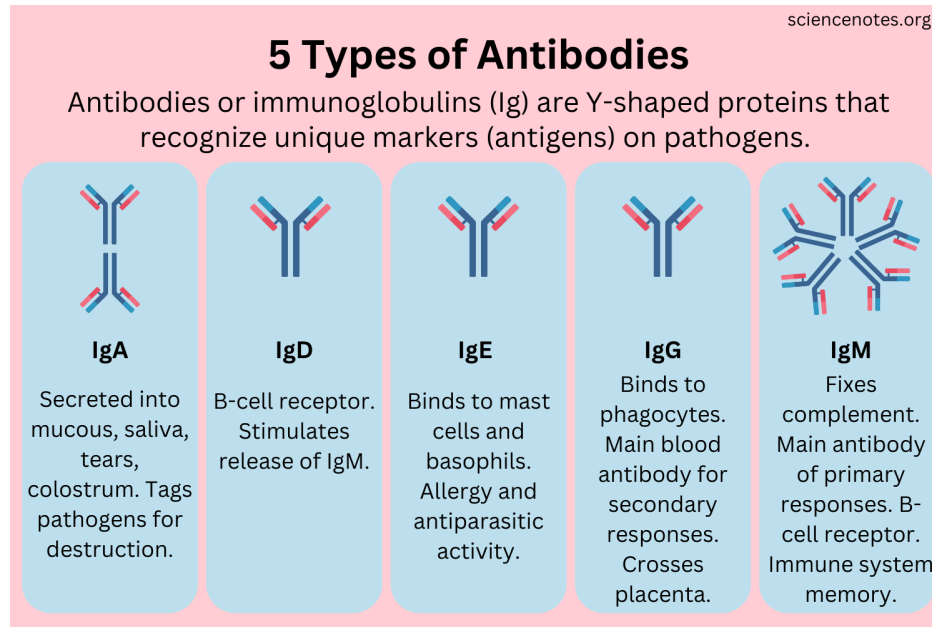 sciencenotes.org
5 Types of Antibodies
Antibodies or immunoglobulins (Ig) are Y-shaped proteins that
recognize unique markers (antigens) on pathogens.
IgA
Secreted into
mucous, saliva,
tears,
colostrum. Tags
pathogens for
destruction.
IgD
B-cell receptor.
Stimulates
release of IgM.
IgE
Binds to mast
cells and
basophils.
Allergy and
antiparasitic
activity.
IgG
Binds to
phagocytes.
Main blood
antibody for
secondary
responses.
Crosses
placenta.
IgM
Fixes
complement.
Main antibody
of primary
responses. B-
cell receptor.
Immune system
memory.